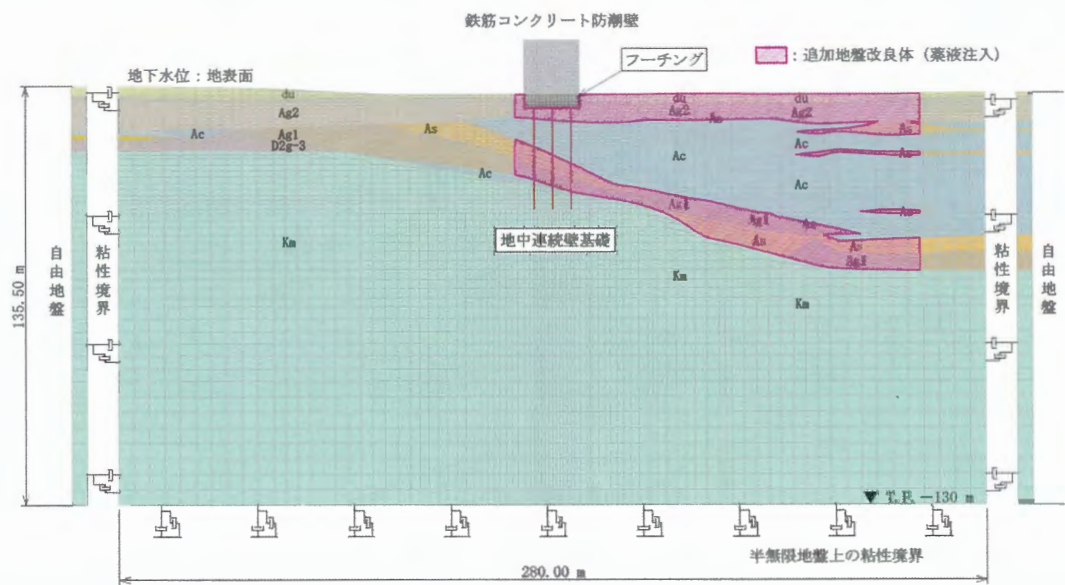 鉄筋コンクリート防潮壁
フーチング
:追加地盤改良体(薬液注入)
地下水位:地表面
du
du
du
Ag2
Ag2
Ag2
As
As
Ac
Ag1
As
Ac
As
D2g-3
Ac
Ac
Ac
Ag1
Ag1
As
As
As
As
地中連続壁基礎
Km
Km
Km
135.50 m
自由地盤
粘性境界
粘性境界
自由地盤
T.P. -130 m
半無限地盤上の粘性境界
280.00 m